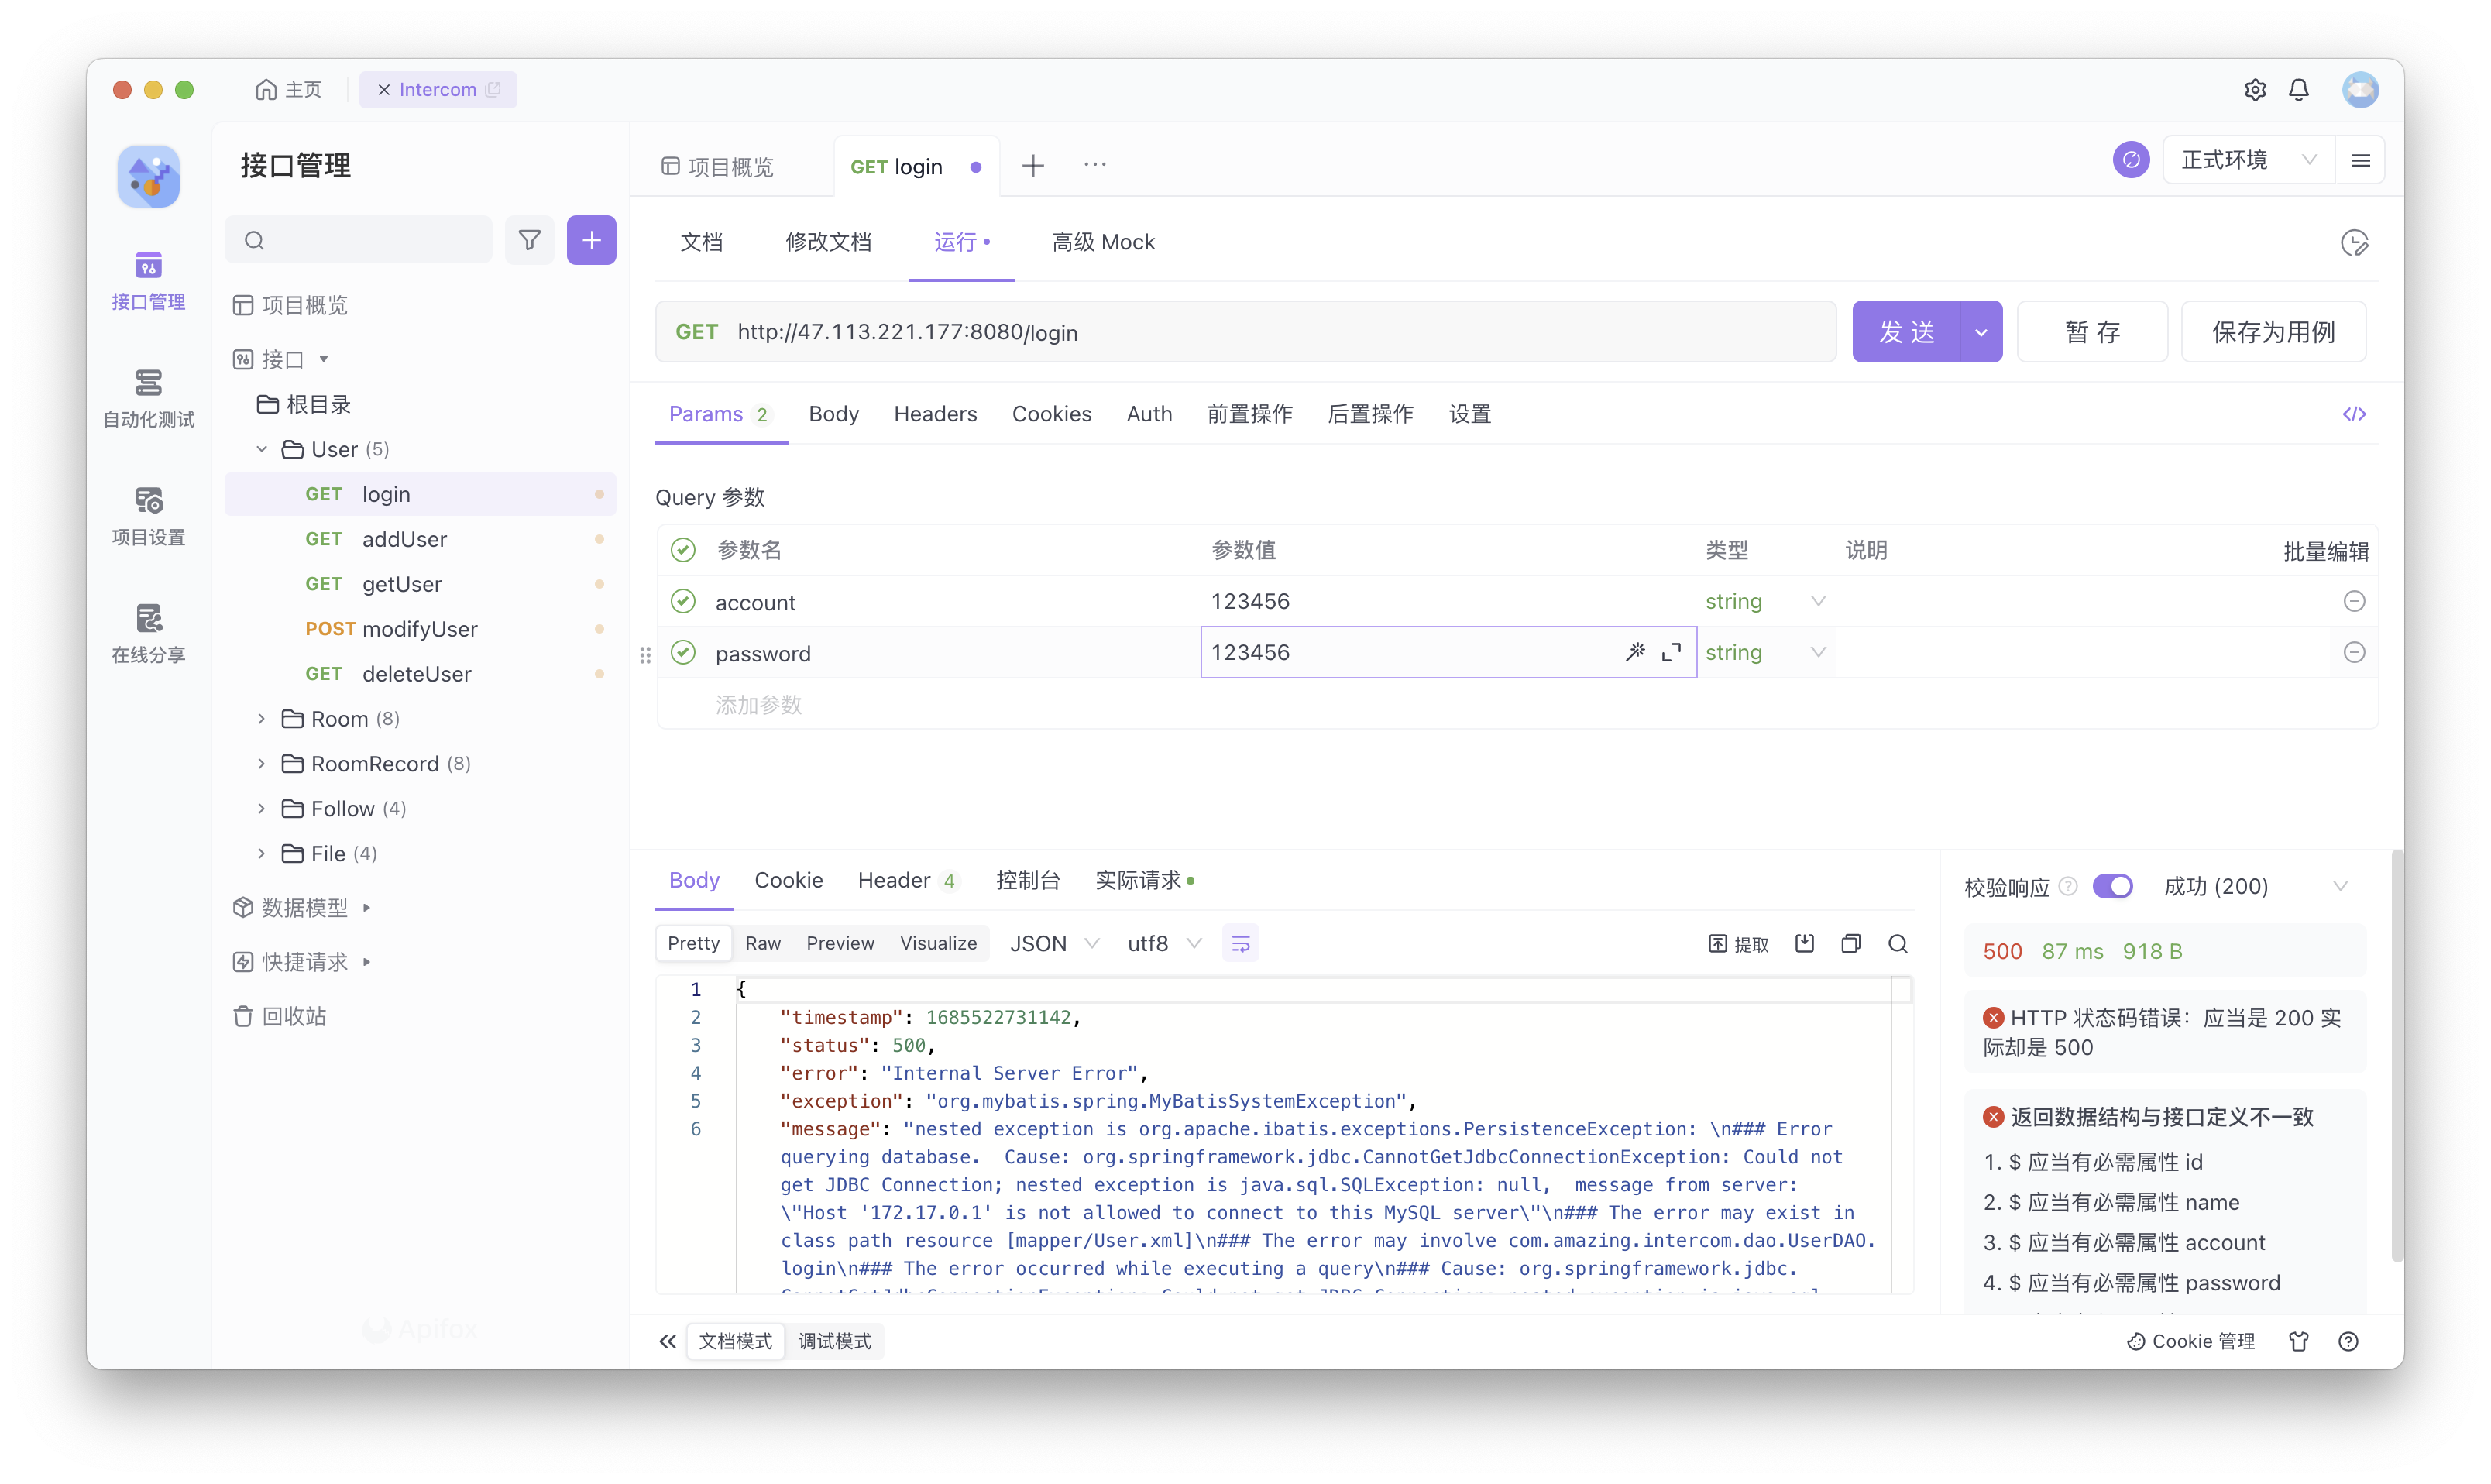 主页
Intercom
接口管理
自动化测试
项目设置
在线分享
接口管理
项目概览
接口
根目录
User (5)
GET login
GET addUser
GET getUser
POST modifyUser
GET deleteUser
Room (8)
RoomRecord (8)
Follow (4)
File (4)
数据模型
快捷请求
回收站
Apifox
项目概览
GET login
正式环境
文档 修改文档 运行 高级 Mock
GET http://47.113.221.177:8080/login
发 送
暂 存
保存为用例
Params 2 Body Headers Cookies Auth 前置操作 后置操作 设置
Query 参数
参数名 参数值 类型 说明 批量编辑
account 123456 string
password 123456 string
添加参数
Body Cookie Header 4 控制台 实际请求
Pretty Raw Preview Visualize JSON utf8 提取
1 {
2 "timestamp": 1685522731142,
3 "status": 500,
4 "error": "Internal Server Error",
5 "exception": "org.mybatis.spring.MyBatisSystemException",
6 "message": "nested exception is org.apache.ibatis.exceptions.PersistenceException: \n### Error
querying database.  Cause: org.springframework.jdbc.CannotGetJdbcConnectionException: Could not
get JDBC Connection; nested exception is java.sql.SQLException: null,  message from server:
\"Host '172.17.0.1' is not allowed to connect to this MySQL server\"\n### The error may exist in
class path resource [mapper/User.xml]\n### The error may involve com.amazing.intercom.dao.UserDAO.
login\n### The error occurred while executing a query\n### Cause: org.springframework.jdbc.
CannotGetJdbcConnectionException: Could not get JDBC Connection; nested exception is java.sql.
校验响应 成功 (200)
500 87 ms 918 B
HTTP 状态码错误：应当是 200 实
际却是 500
返回数据结构与接口定义不一致
1. $ 应当有必需属性 id
2. $ 应当有必需属性 name
3. $ 应当有必需属性 account
4. $ 应当有必需属性 password
文档模式 调试模式
Cookie 管理